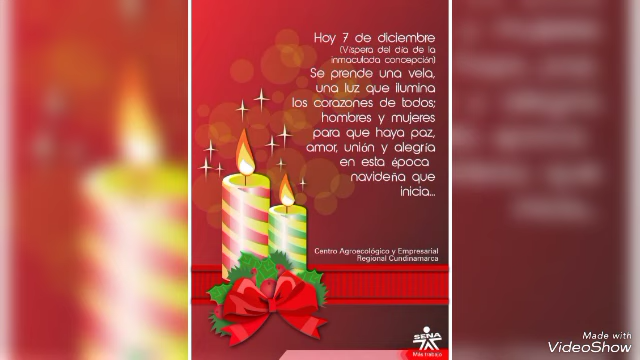 Hoy 7 de diciembre
(Víspera del día de la
inmaculada concepción)
Se prende una vela,
una luz que ilumina
los corazones de todos;
hombres y mujeres
para que haya paz,
amor, unión y alegría
en esta época
navideña que
inicia...
Centro Agroecológico y Empresarial
Regional Cundinamarca
SENA
Más trabajo
Made with
VideoShow